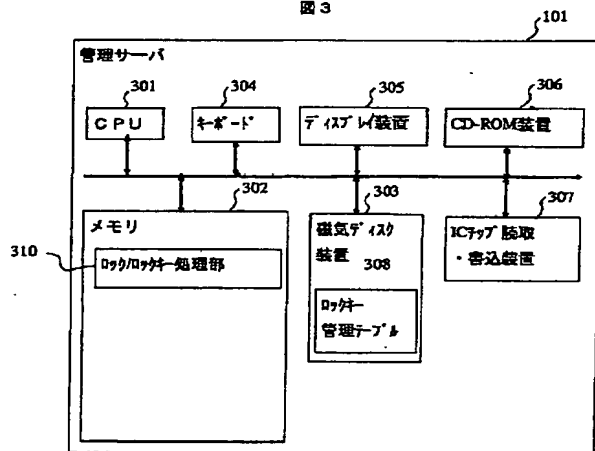 図3
101
管理サーバ
301
304
305
306
CPU
キーボード
ディスプレイ装置
CD-ROM装置
302
303
307
メモリ
310
ロック/ロックキー処理部
磁気ディスク
装置
308
ロックキー
管理テーブル
ICチップ読取
・書込装置